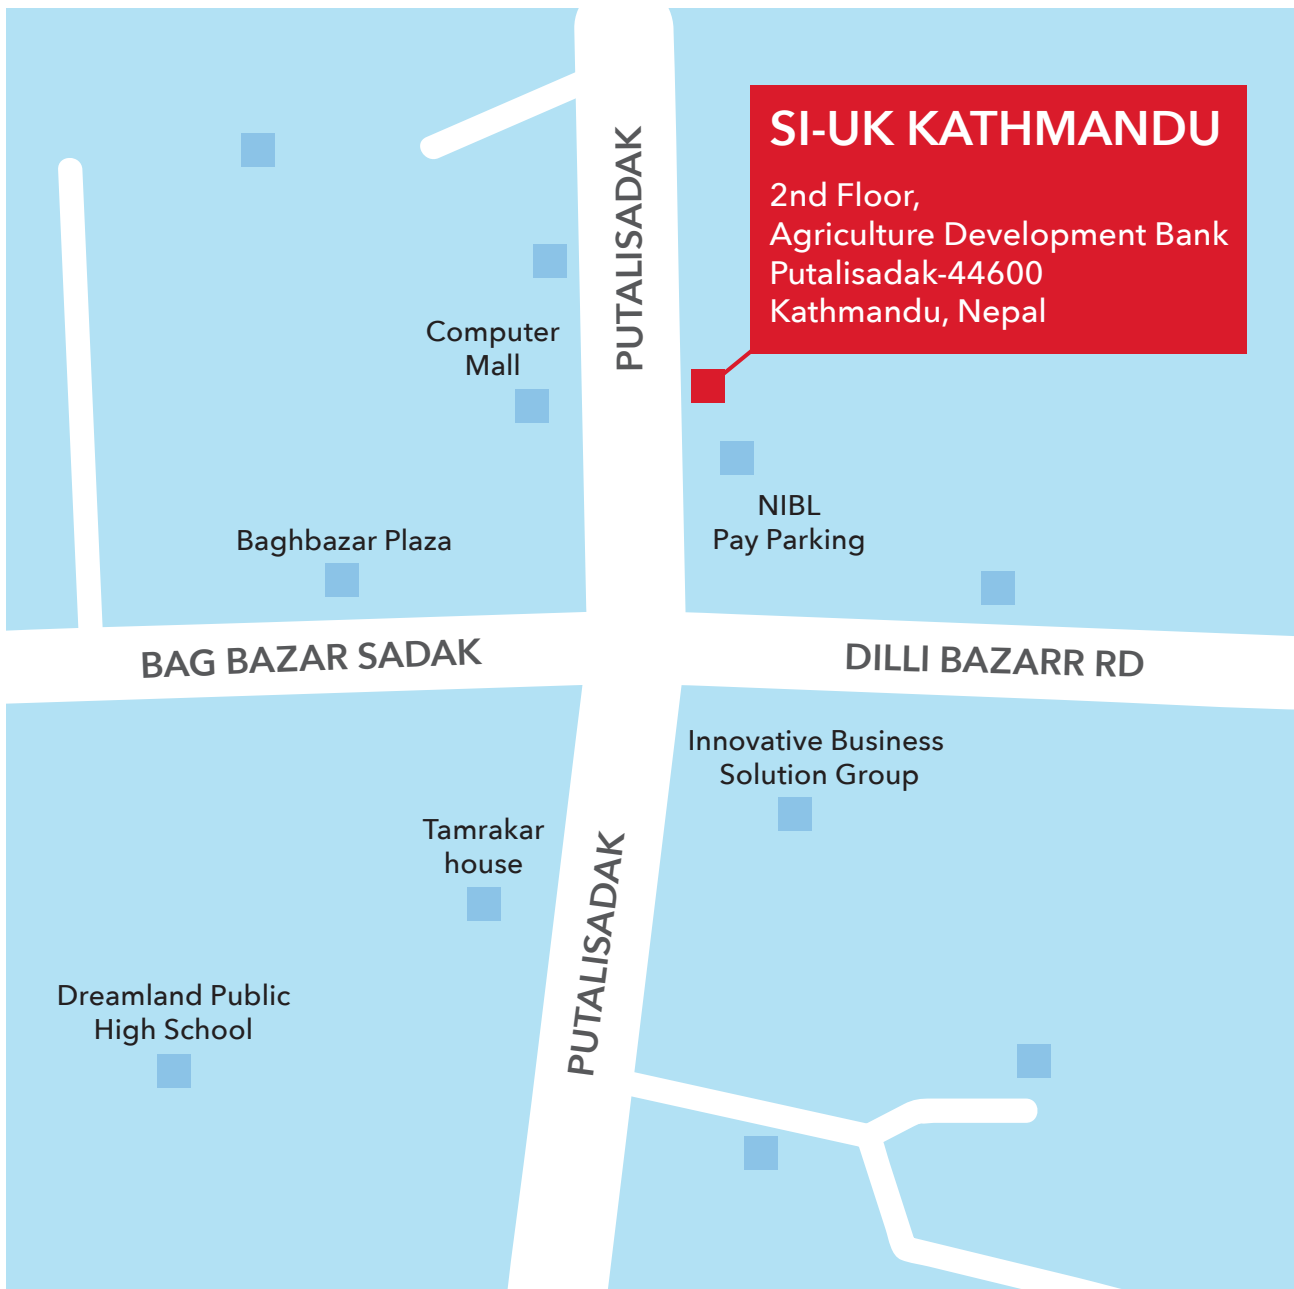 SI-UK KATHMANDU
2nd Floor,
Agriculture Development Bank
Putalisadak-44600
Kathmandu, Nepal
PUTALISADAK
Computer
Mall
NIBL
Pay Parking
Baghbazar Plaza
BAG BAZAR SADAK
DILLI BAZARR RD
Innovative Business
Solution Group
Tamrakar
house
PUTALISADAK
Dreamland Public
High School